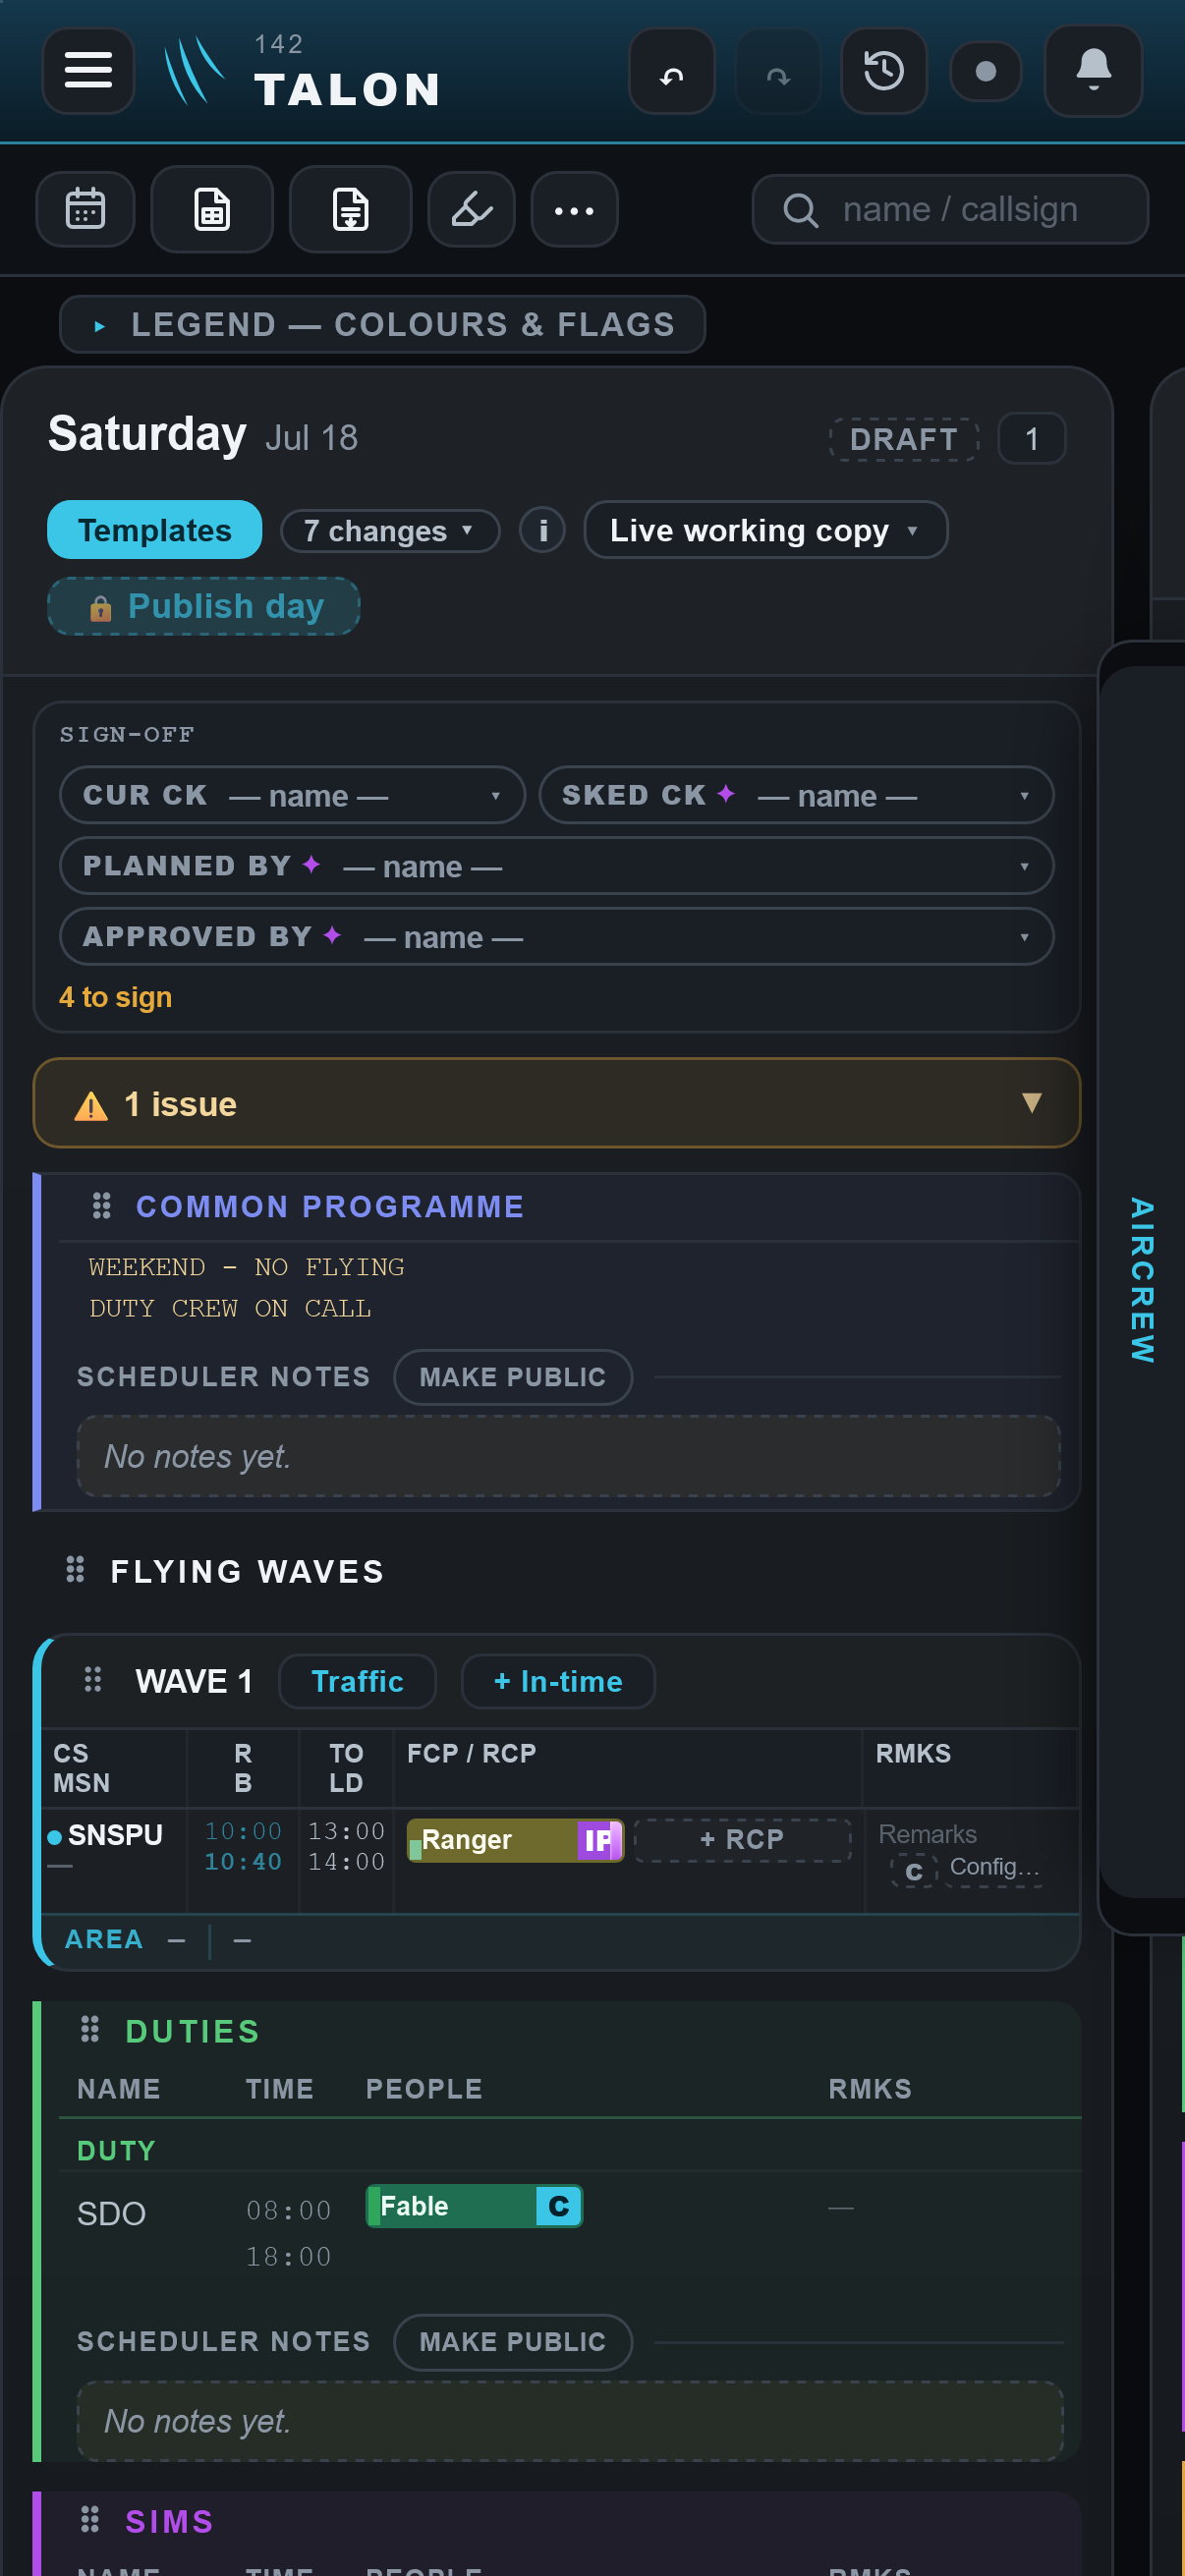 142
TALON
name / callsign
LEGEND — COLOURS & FLAGS
Saturday Jul 18 DRAFT 1
Templates 7 changes i Live working copy
Publish day
SIGN-OFF
CUR CK — name — SKED CK — name —
PLANNED BY — name —
APPROVED BY — name —
4 to sign
1 issue
AIRCREW
COMMON PROGRAMME
WEEKEND - NO FLYING
DUTY CREW ON CALL
SCHEDULER NOTES MAKE PUBLIC
No notes yet.
FLYING WAVES
WAVE 1 Traffic + In-time
CS R TO FCP / RCP RMKS
MSN B LD
SNSPU 10:00 13:00 Ranger IP + RCP Remarks
— 10:40 14:00 C Config…
AREA — —
DUTIES
NAME TIME PEOPLE RMKS
DUTY
SDO 08:00 Fable C —
18:00
SCHEDULER NOTES MAKE PUBLIC
No notes yet.
SIMS
NAME TIME PEOPLE RMKS